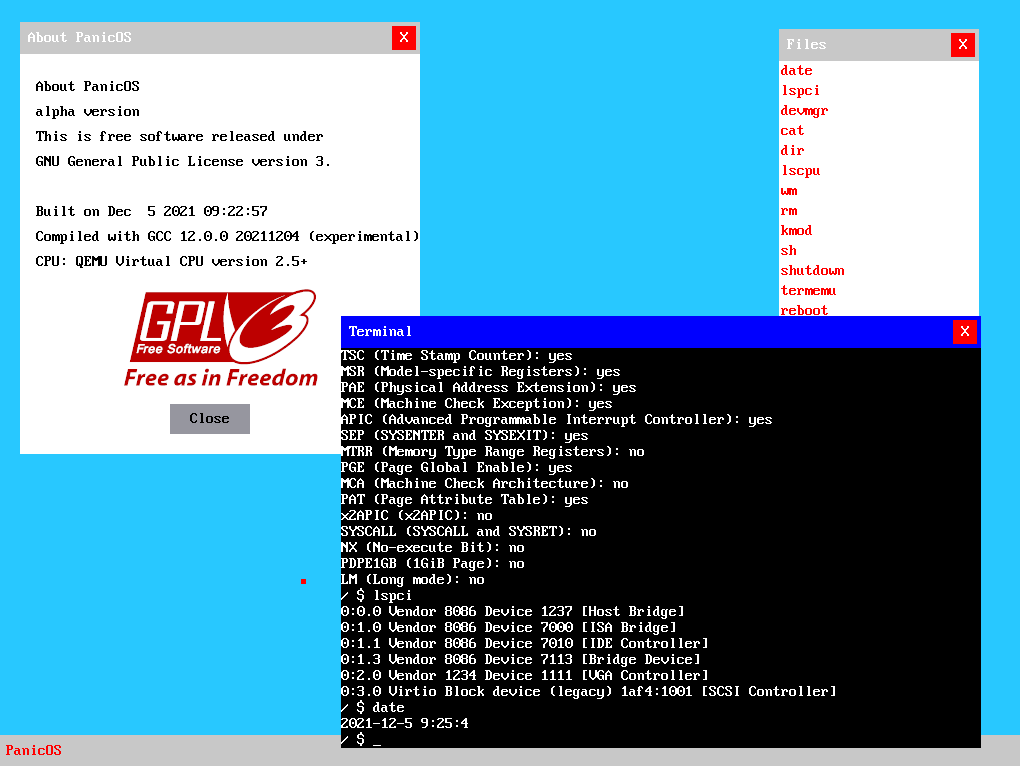 About PanicOS X
About PanicOS
alpha version
This is free software released under
GNU General Public License version 3.
Built on Dec  5 2021 09:22:57
Compiled with GCC 12.0.0 20211204 (experimental)
CPU: QEMU Virtual CPU version 2.5+
GPLv3
Free Software
Free as in Freedom
Close
Files X
date
lspci
devmgr
cat
dir
lscpu
wm
rm
kmod
sh
shutdown
termemu
reboot
Terminal X
TSC (Time Stamp Counter): yes
MSR (Model-specific Registers): yes
PAE (Physical Address Extension): yes
MCE (Machine Check Exception): yes
APIC (Advanced Programmable Interrupt Controller): yes
SEP (SYSENTER and SYSEXIT): yes
MTRR (Memory Type Range Registers): no
PGE (Page Global Enable): yes
MCA (Machine Check Architecture): no
PAT (Page Attribute Table): yes
x2APIC (x2APIC): no
SYSCALL (SYSCALL and SYSRET): no
NX (No-execute Bit): no
PDPE1GB (1GiB Page): no
LM (Long mode): no
/ $ lspci
0:0.0 Vendor 8086 Device 1237 [Host Bridge]
0:1.0 Vendor 8086 Device 7000 [ISA Bridge]
0:1.1 Vendor 8086 Device 7010 [IDE Controller]
0:1.3 Vendor 8086 Device 7113 [Bridge Device]
0:2.0 Vendor 1234 Device 1111 [VGA Controller]
0:3.0 Virtio Block device (legacy) 1af4:1001 [SCSI Controller]
/ $ date
2021-12-5 9:25:4
/ $ _
PanicOS